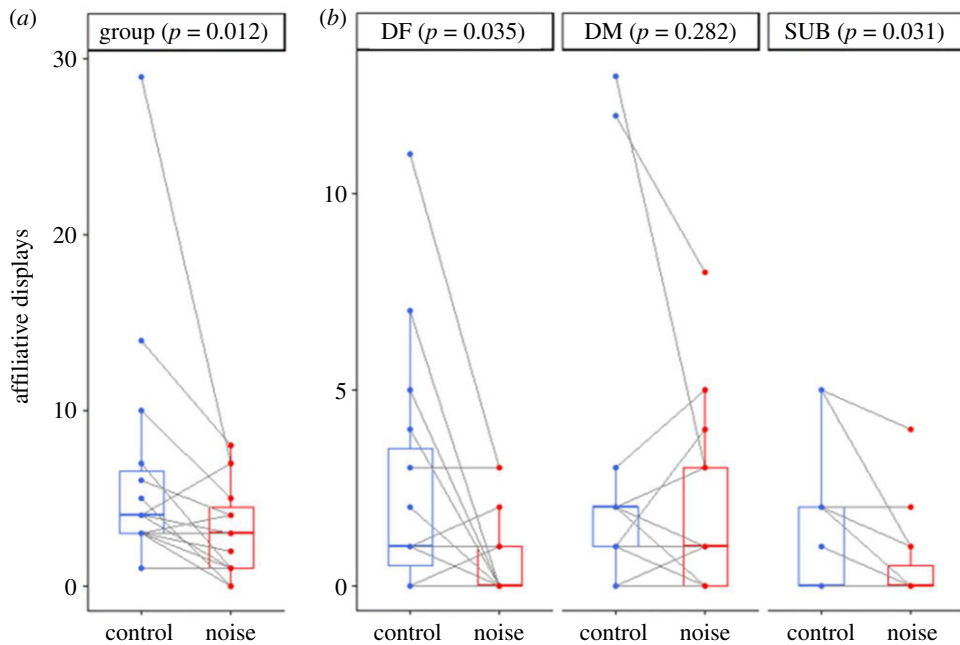 (a)
group (p = 0.012)
(b)
DF (p = 0.035)
DM (p = 0.282)
SUB (p = 0.031)
affiliative displays
30
20
10
0
10
5
0
control noise
control noise
control noise
control noise